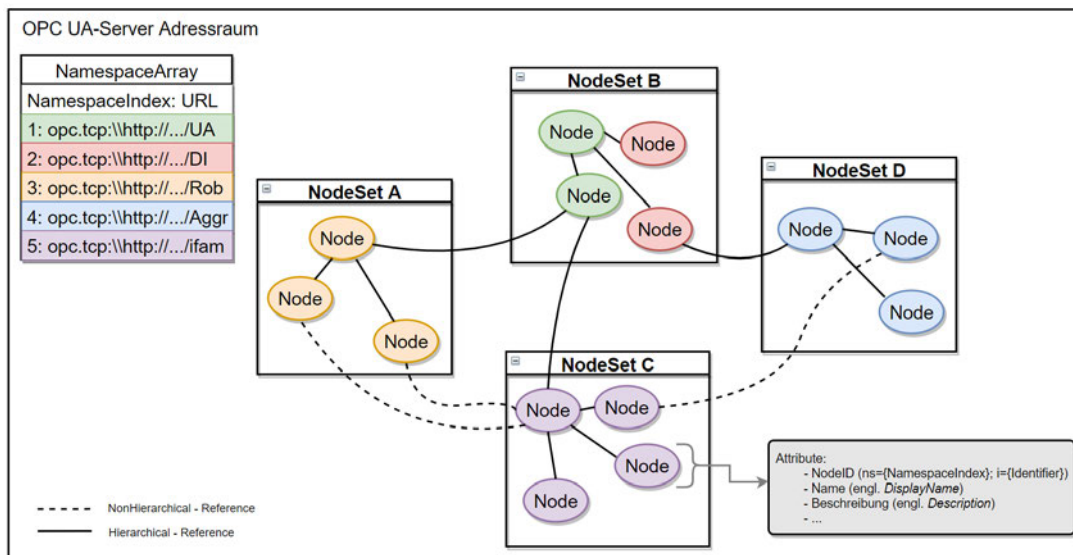 OPC UA-Server Adressraum
NamespaceArray
NamespaceIndex: URL
1: opc.tcp:\\http://.../UA
2: opc.tcp:\\http://.../DI
3: opc.tcp:\\http://.../Rob
4: opc.tcp:\\http://.../Aggr
5: opc.tcp:\\http://.../ifam
NodeSet B
Node
Node
Node
Node
NodeSet A
Node
Node
Node
NodeSet D
Node
Node
Node
NodeSet C
Node
Node
Node
Node
Attribute:
- NodeID (ns={NamespaceIndex}; i={Identifier})
- Name (engl. DisplayName)
- Beschreibung (engl. Description)
- ...
NonHierarchical - Reference
Hierarchical - Reference